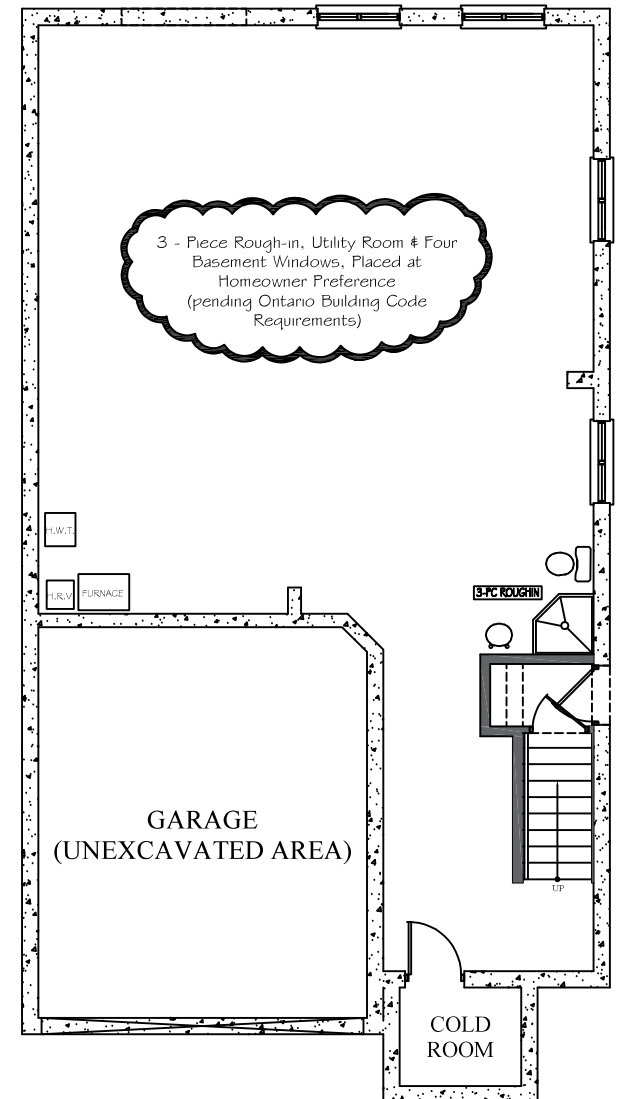 3 - Piece Rough-in, Utility Room & Four
Basement Windows, Placed at
Homeowner Preference
(pending Ontario Building Code
Requirements)
H.W.T.
H.R.V
FURNACE
3-PC ROUGHIN
GARAGE
(UNEXCAVATED AREA)
UP
COLD
ROOM